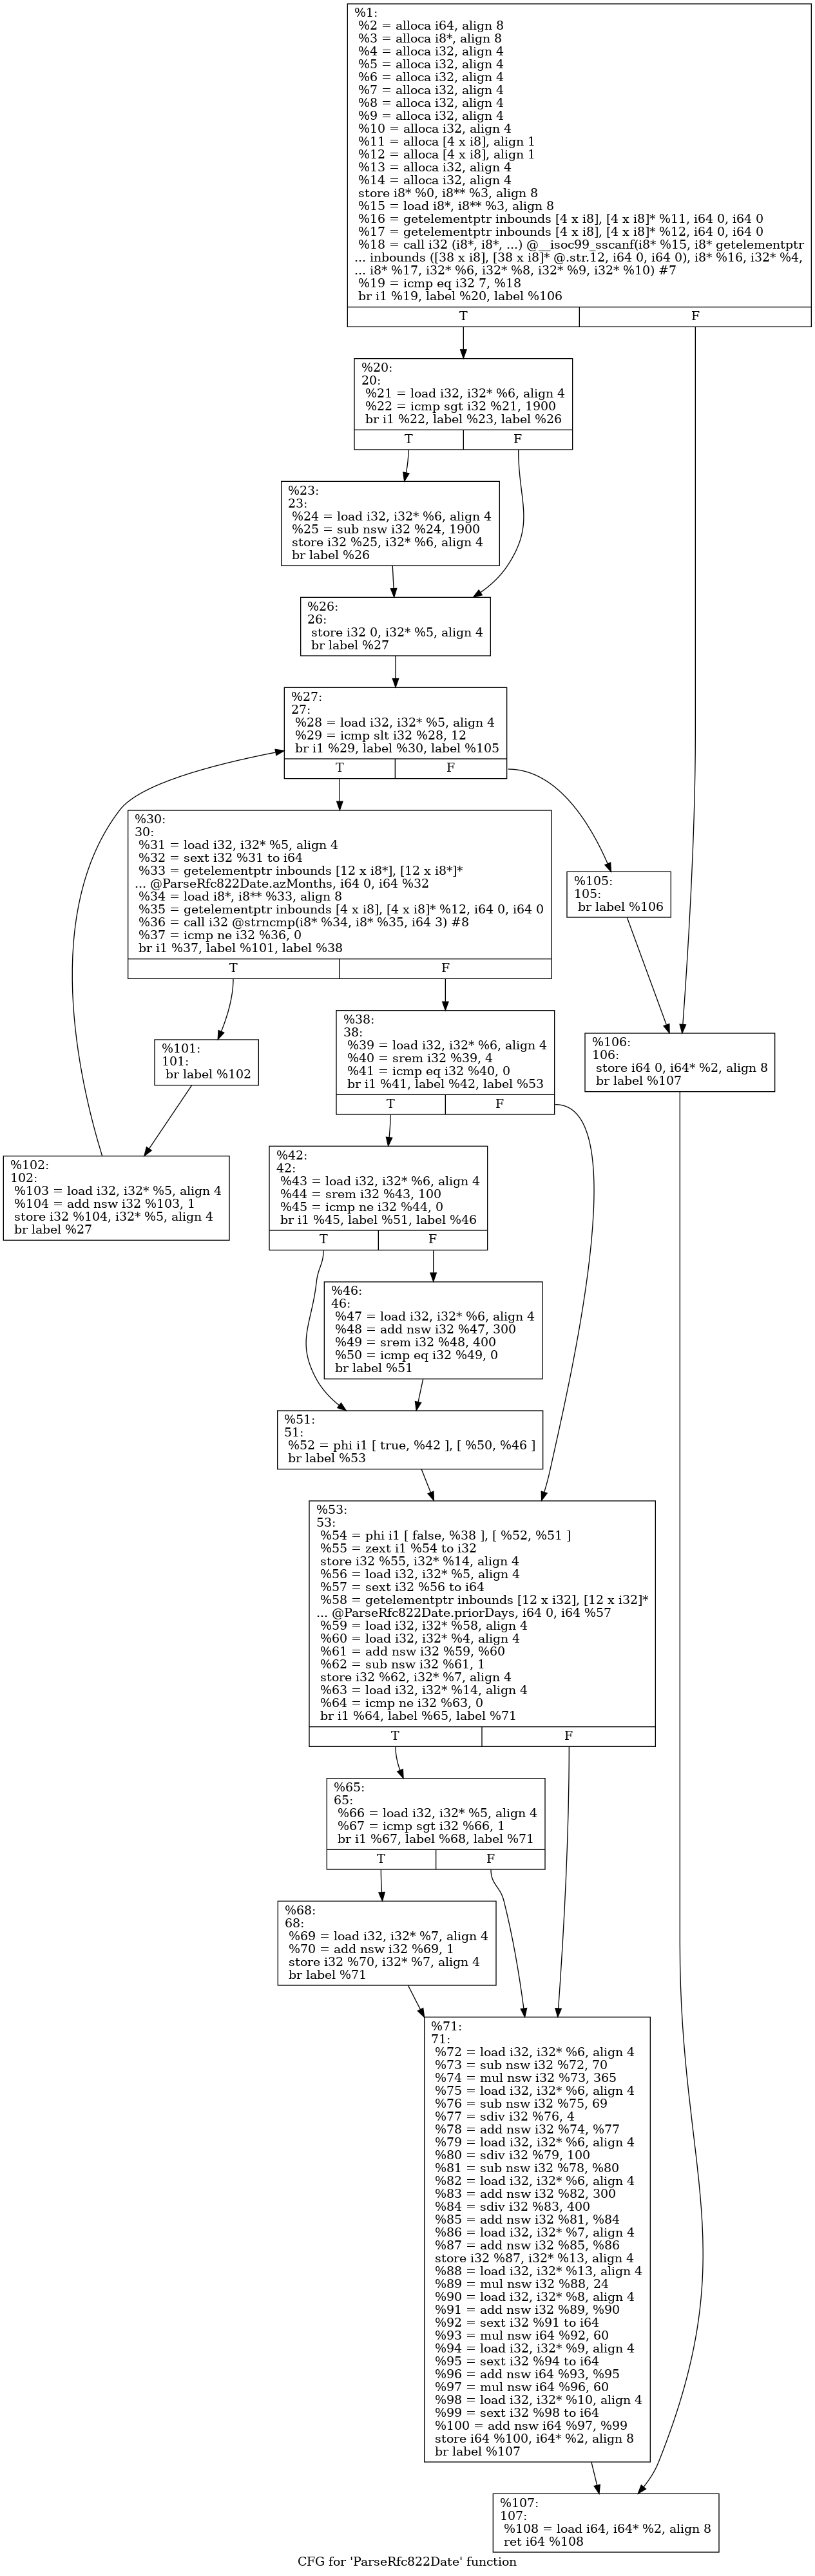 %1:
%2 = alloca i64, align 8
%3 = alloca i8*, align 8
%4 = alloca i32, align 4
%5 = alloca i32, align 4
%6 = alloca i32, align 4
%7 = alloca i32, align 4
%8 = alloca i32, align 4
%9 = alloca i32, align 4
%10 = alloca i32, align 4
%11 = alloca [4 x i8], align 1
%12 = alloca [4 x i8], align 1
%13 = alloca i32, align 4
%14 = alloca i32, align 4
store i8* %0, i8** %3, align 8
%15 = load i8*, i8** %3, align 8
%16 = getelementptr inbounds [4 x i8], [4 x i8]* %11, i64 0, i64 0
%17 = getelementptr inbounds [4 x i8], [4 x i8]* %12, i64 0, i64 0
%18 = call i32 (i8*, i8*, ...) @__isoc99_sscanf(i8* %15, i8* getelementptr
... inbounds ([38 x i8], [38 x i8]* @.str.12, i64 0, i64 0), i8* %16, i32* %4,
... i8* %17, i32* %6, i32* %8, i32* %9, i32* %10) #7
%19 = icmp eq i32 7, %18
br i1 %19, label %20, label %106
T F
%20:
20:
%21 = load i32, i32* %6, align 4
%22 = icmp sgt i32 %21, 1900
br i1 %22, label %23, label %26
T F
%23:
23:
%24 = load i32, i32* %6, align 4
%25 = sub nsw i32 %24, 1900
store i32 %25, i32* %6, align 4
br label %26
%26:
26:
store i32 0, i32* %5, align 4
br label %27
%27:
27:
%28 = load i32, i32* %5, align 4
%29 = icmp slt i32 %28, 12
br i1 %29, label %30, label %105
T F
%30:
30:
%31 = load i32, i32* %5, align 4
%32 = sext i32 %31 to i64
%33 = getelementptr inbounds [12 x i8*], [12 x i8*]*
... @ParseRfc822Date.azMonths, i64 0, i64 %32
%34 = load i8*, i8** %33, align 8
%35 = getelementptr inbounds [4 x i8], [4 x i8]* %12, i64 0, i64 0
%36 = call i32 @strncmp(i8* %34, i8* %35, i64 3) #8
%37 = icmp ne i32 %36, 0
br i1 %37, label %101, label %38
T F
%105:
105:
br label %106
%38:
38:
%39 = load i32, i32* %6, align 4
%40 = srem i32 %39, 4
%41 = icmp eq i32 %40, 0
br i1 %41, label %42, label %53
T F
%101:
101:
br label %102
%106:
106:
store i64 0, i64* %2, align 8
br label %107
%102:
102:
%103 = load i32, i32* %5, align 4
%104 = add nsw i32 %103, 1
store i32 %104, i32* %5, align 4
br label %27
%42:
42:
%43 = load i32, i32* %6, align 4
%44 = srem i32 %43, 100
%45 = icmp ne i32 %44, 0
br i1 %45, label %51, label %46
T F
%46:
46:
%47 = load i32, i32* %6, align 4
%48 = add nsw i32 %47, 300
%49 = srem i32 %48, 400
%50 = icmp eq i32 %49, 0
br label %51
%51:
51:
%52 = phi i1 [ true, %42 ], [ %50, %46 ]
br label %53
%53:
53:
%54 = phi i1 [ false, %38 ], [ %52, %51 ]
%55 = zext i1 %54 to i32
store i32 %55, i32* %14, align 4
%56 = load i32, i32* %5, align 4
%57 = sext i32 %56 to i64
%58 = getelementptr inbounds [12 x i32], [12 x i32]*
... @ParseRfc822Date.priorDays, i64 0, i64 %57
%59 = load i32, i32* %58, align 4
%60 = load i32, i32* %4, align 4
%61 = add nsw i32 %59, %60
%62 = sub nsw i32 %61, 1
store i32 %62, i32* %7, align 4
%63 = load i32, i32* %14, align 4
%64 = icmp ne i32 %63, 0
br i1 %64, label %65, label %71
T F
%65:
65:
%66 = load i32, i32* %5, align 4
%67 = icmp sgt i32 %66, 1
br i1 %67, label %68, label %71
T F
%68:
68:
%69 = load i32, i32* %7, align 4
%70 = add nsw i32 %69, 1
store i32 %70, i32* %7, align 4
br label %71
%71:
71:
%72 = load i32, i32* %6, align 4
%73 = sub nsw i32 %72, 70
%74 = mul nsw i32 %73, 365
%75 = load i32, i32* %6, align 4
%76 = sub nsw i32 %75, 69
%77 = sdiv i32 %76, 4
%78 = add nsw i32 %74, %77
%79 = load i32, i32* %6, align 4
%80 = sdiv i32 %79, 100
%81 = sub nsw i32 %78, %80
%82 = load i32, i32* %6, align 4
%83 = add nsw i32 %82, 300
%84 = sdiv i32 %83, 400
%85 = add nsw i32 %81, %84
%86 = load i32, i32* %7, align 4
%87 = add nsw i32 %85, %86
store i32 %87, i32* %13, align 4
%88 = load i32, i32* %13, align 4
%89 = mul nsw i32 %88, 24
%90 = load i32, i32* %8, align 4
%91 = add nsw i32 %89, %90
%92 = sext i32 %91 to i64
%93 = mul nsw i64 %92, 60
%94 = load i32, i32* %9, align 4
%95 = sext i32 %94 to i64
%96 = add nsw i64 %93, %95
%97 = mul nsw i64 %96, 60
%98 = load i32, i32* %10, align 4
%99 = sext i32 %98 to i64
%100 = add nsw i64 %97, %99
store i64 %100, i64* %2, align 8
br label %107
%107:
107:
%108 = load i64, i64* %2, align 8
ret i64 %108
CFG for 'ParseRfc822Date' function